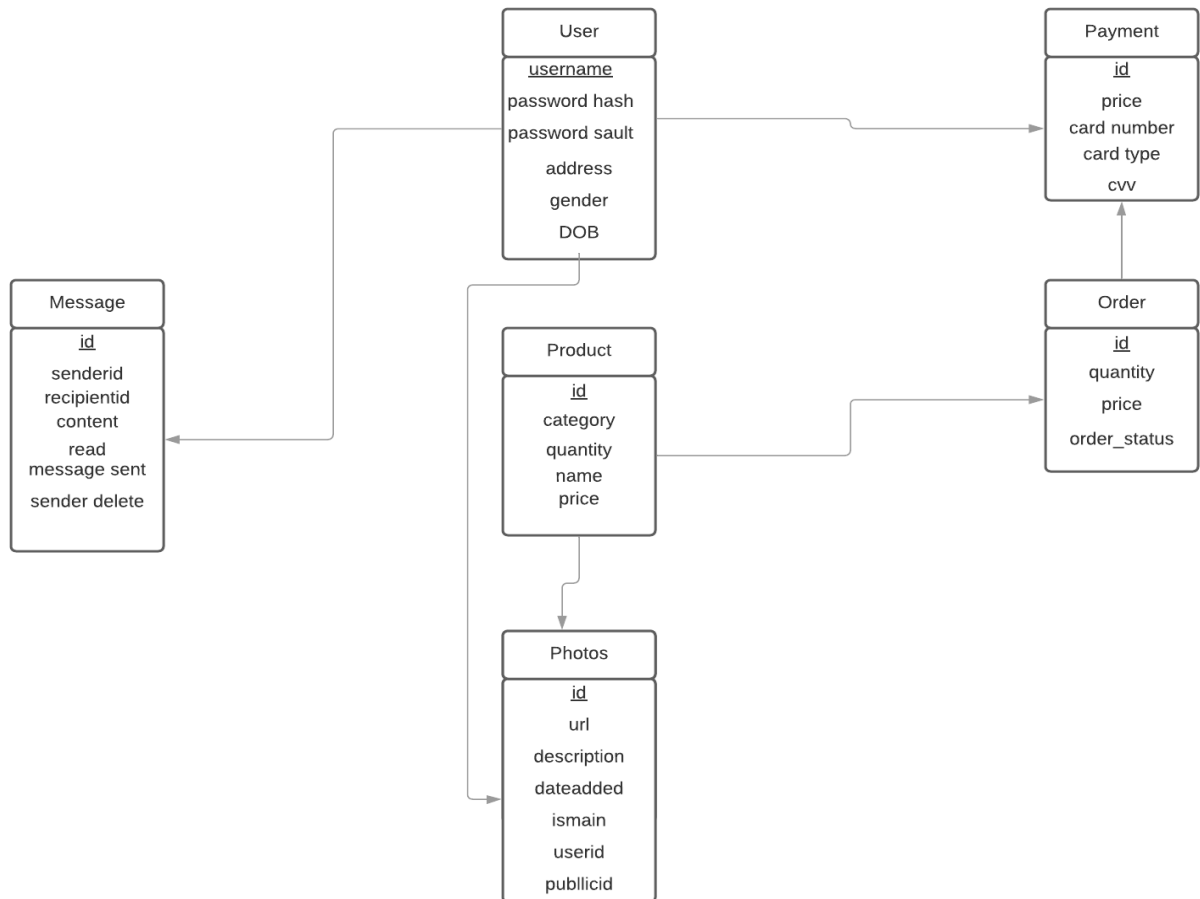 User
username
password hash
password sault
address
gender
DOB
Payment
id
price
card number
card type
cvv
Message
id
senderid
recipientid
content
read
message sent
sender delete
Product
id
category
quantity
name
price
Order
id
quantity
price
order_status
Photos
id
url
description
dateadded
ismain
userid
publlicid